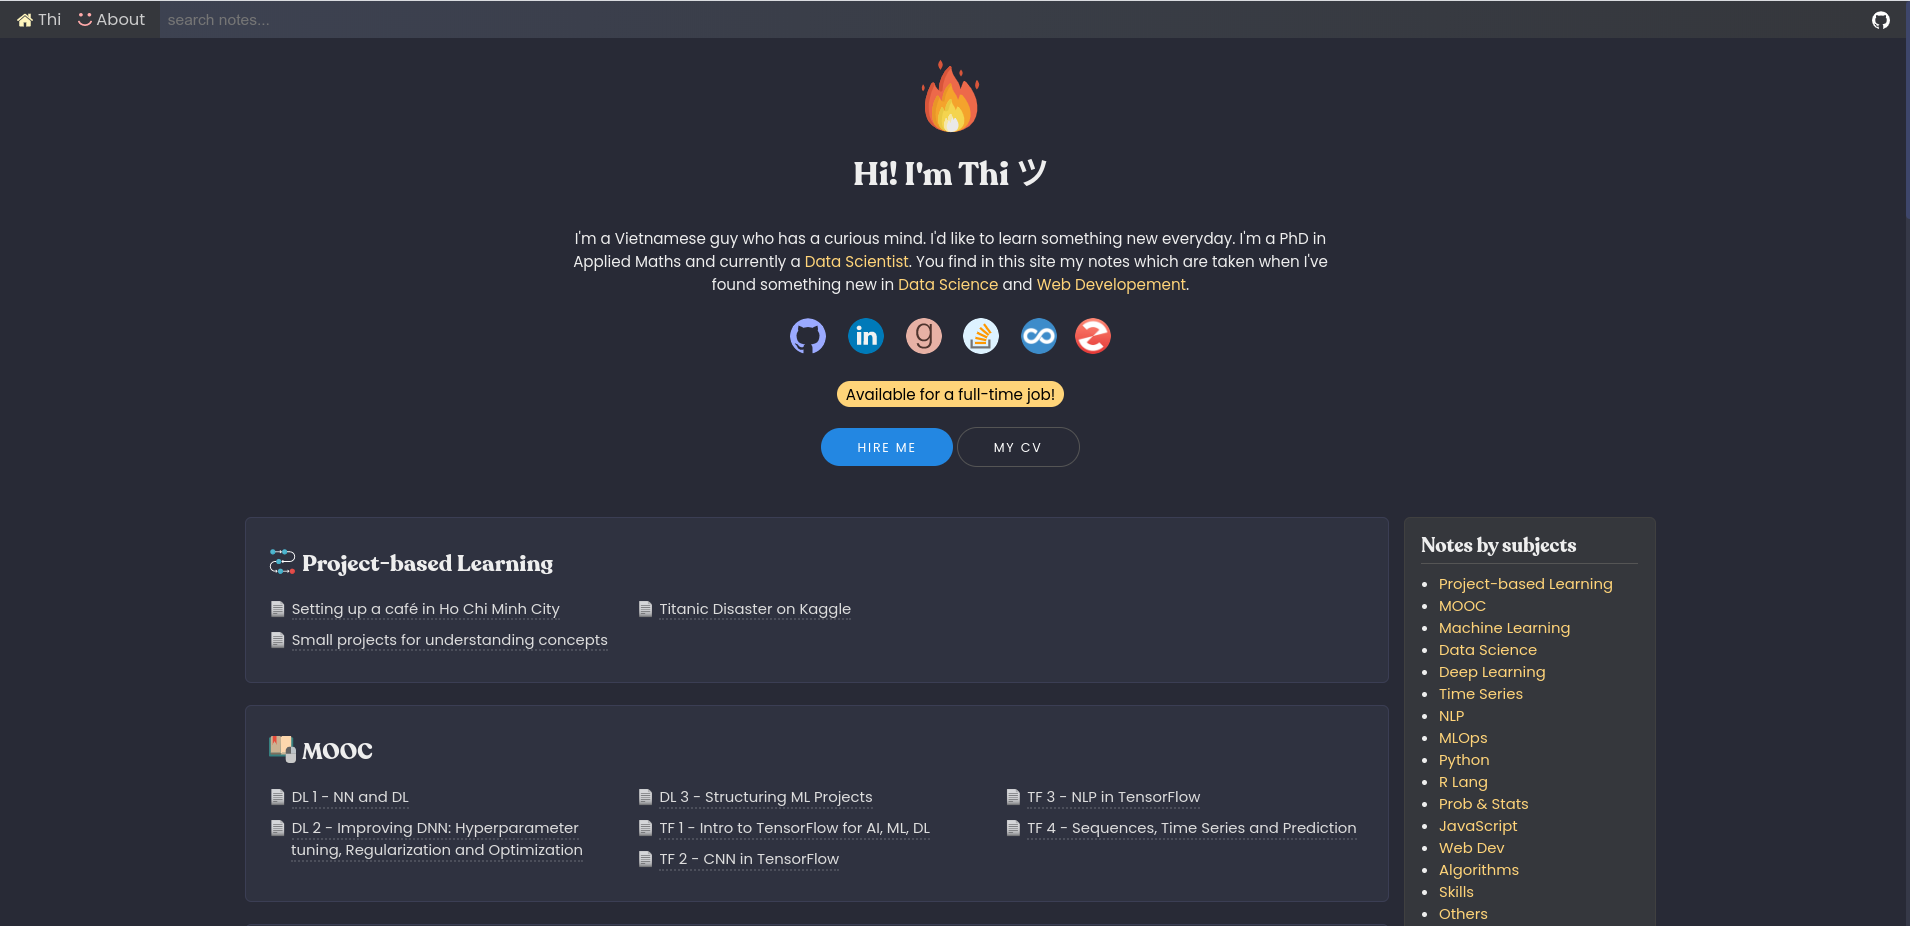 Thi
About
search notes...
Hi! I'm Thi ツ
I'm a Vietnamese guy who has a curious mind. I'd like to learn something new everyday. I'm a PhD in
Applied Maths and currently a Data Scientist. You find in this site my notes which are taken when I've
found something new in Data Science and Web Developement.
in
g
Available for a full-time job!
HIRE ME
MY CV
Project-based Learning
Setting up a café in Ho Chi Minh City
Small projects for understanding concepts
Titanic Disaster on Kaggle
MOOC
DL 1 - NN and DL
DL 2 - Improving DNN: Hyperparameter
tuning, Regularization and Optimization
DL 3 - Structuring ML Projects
TF 1 - Intro to TensorFlow for AI, ML, DL
TF 2 - CNN in TensorFlow
TF 3 - NLP in TensorFlow
TF 4 - Sequences, Time Series and Prediction
Notes by subjects
Project-based Learning
MOOC
Machine Learning
Data Science
Deep Learning
Time Series
NLP
MLOps
Python
R Lang
Prob & Stats
JavaScript
Web Dev
Algorithms
Skills
Others